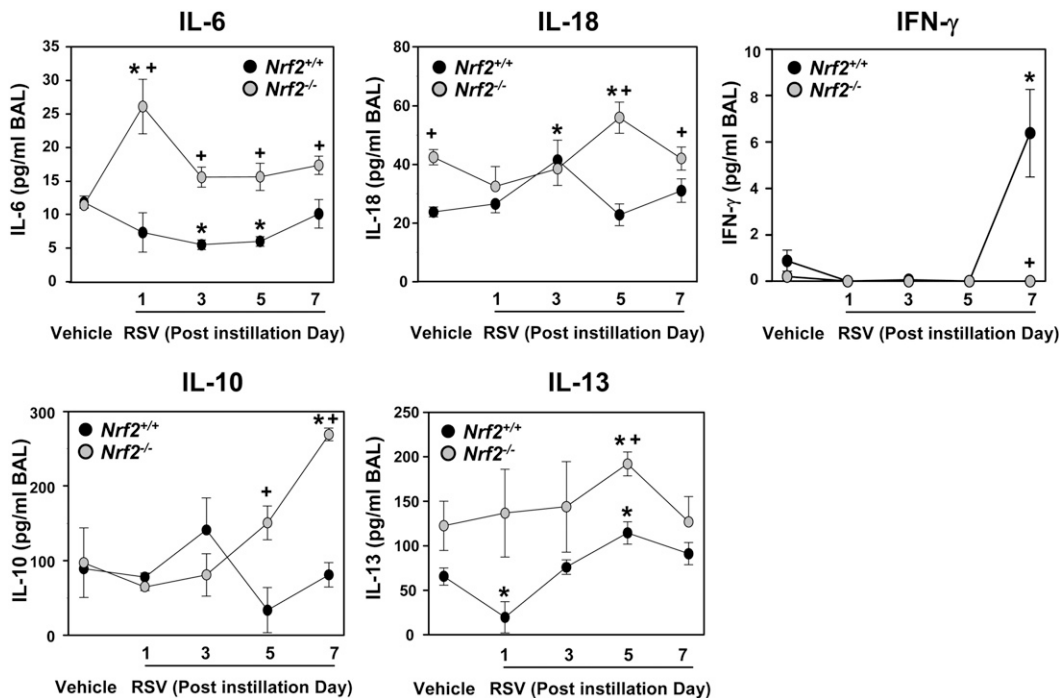 IL-6
IL-6 (pg/ml BAL)
35
30
25
20
15
10
5
0
Nrf2+/+
Nrf2-/-
* +
+
+
+
*
*
1 3 5 7
Vehicle RSV (Post instillation Day)
IL-18
IL-18 (pg/ml BAL)
80
60
40
20
0
Nrf2+/+
Nrf2-/-
+
*
* +
+
1 3 5 7
Vehicle RSV (Post instillation Day)
IFN-γ
IFN-γ (pg/ml BAL)
10
8
6
4
2
0
Nrf2+/+
Nrf2-/-
*
+
1 3 5 7
Vehicle RSV (Post instillation Day)
IL-10
IL-10 (pg/ml BAL)
300
200
100
0
Nrf2+/+
Nrf2-/-
* +
+
1 3 5 7
Vehicle RSV (Post instillation Day)
IL-13
IL-13 (pg/ml BAL)
250
200
150
100
50
0
Nrf2+/+
Nrf2-/-
* +
*
*
1 3 5 7
Vehicle RSV (Post instillation Day)